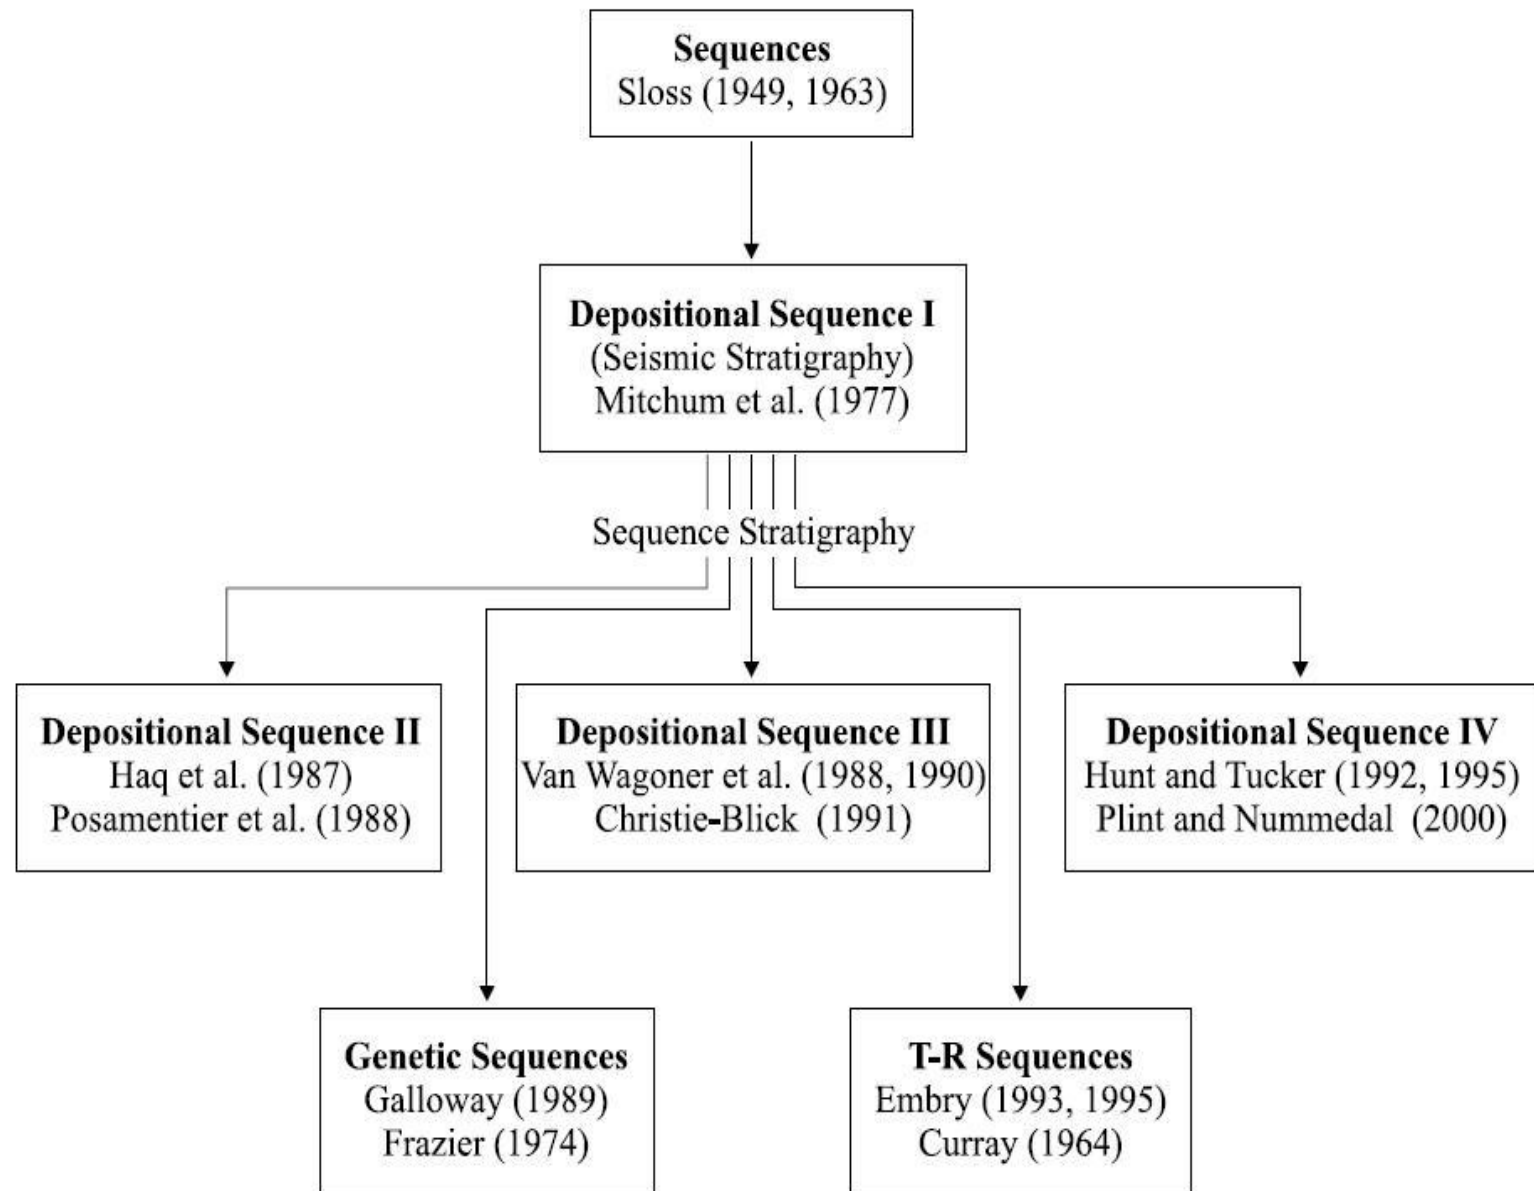 Sequences
Sloss (1949, 1963)
Depositional Sequence I
(Seismic Stratigraphy)
Mitchum et al. (1977)
Sequence Stratigraphy
Depositional Sequence II
Haq et al. (1987)
Posamentier et al. (1988)
Depositional Sequence III
Van Wagoner et al. (1988, 1990)
Christie-Blick (1991)
Depositional Sequence IV
Hunt and Tucker (1992, 1995)
Plint and Nummedal (2000)
Genetic Sequences
Galloway (1989)
Frazier (1974)
T-R Sequences
Embry (1993, 1995)
Curray (1964)